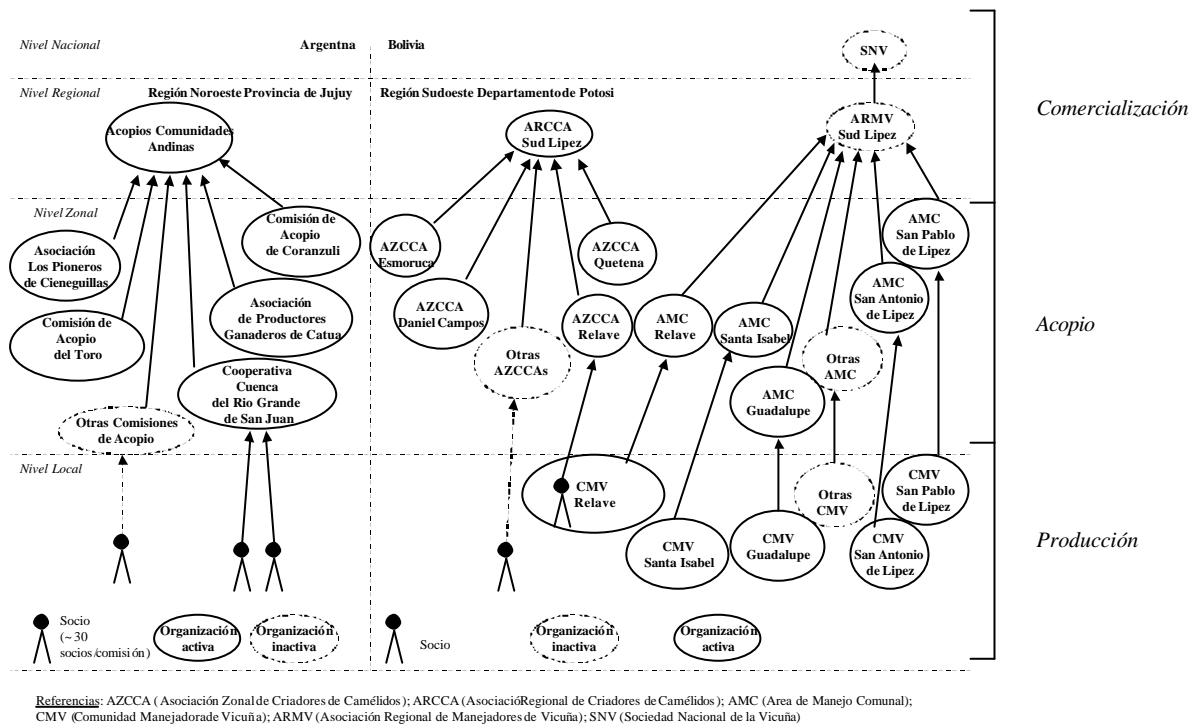 Nivel Nacional
Argentna
Bolivia
SNV
Nivel Regional
Región Noroeste Provincia de Jujuy
Región Sudoeste Departamento de Potosi
Comercialización
Acopios Comunidades
Andinas
ARCCA
Sud Lipez
ARMV
Sud Lipez
Nivel Zonal
Asociación
Los Pioneros
de Cieneguillas
Comisión de
Acopio
de Coranzuli
AZCCA
Esmoruca
AZCCA
Quetena
AMC
San Pablo
de Lipez
Comisión de
Acopio
del Toro
Asociación
de Productores
Ganaderos de Catua
AZCCA
Daniel Campos
AZCCA
Relave
AMC
Relave
AMC
Santa Isabel
AMC
San Antonio
de Lipez
Acopio
Otras
AZCCAs
Otras
AMC
Cooperativa
Cuenca
del Rio Grande
de San Juan
AMC
Guadalupe
Otras Comisiones
de Acopio
Nivel Local
CMV
Relave
Otras
CMV
CMV
San Pablo
de Lipez
CMV
Santa Isabel
CMV
Guadalupe
CMV
San Antonio
de Lipez
Producción
Socio
(~30
socios/comisión)
Organización
activa
Organización
inactiva
Socio
Organización
inactiva
Organización
activa
Referencias: AZCCA (Asociación Zonal de Criadores de Camélidos); ARCCA (AsociacióRegional de Criadores de Camélidos); AMC (Area de Manejo Comunal);
CMV (Comunidad Manejadora de Vicuña); ARMV (Asociación Regional de Manejadores de Vicuña); SNV (Sociedad Nacional de la Vicuña)